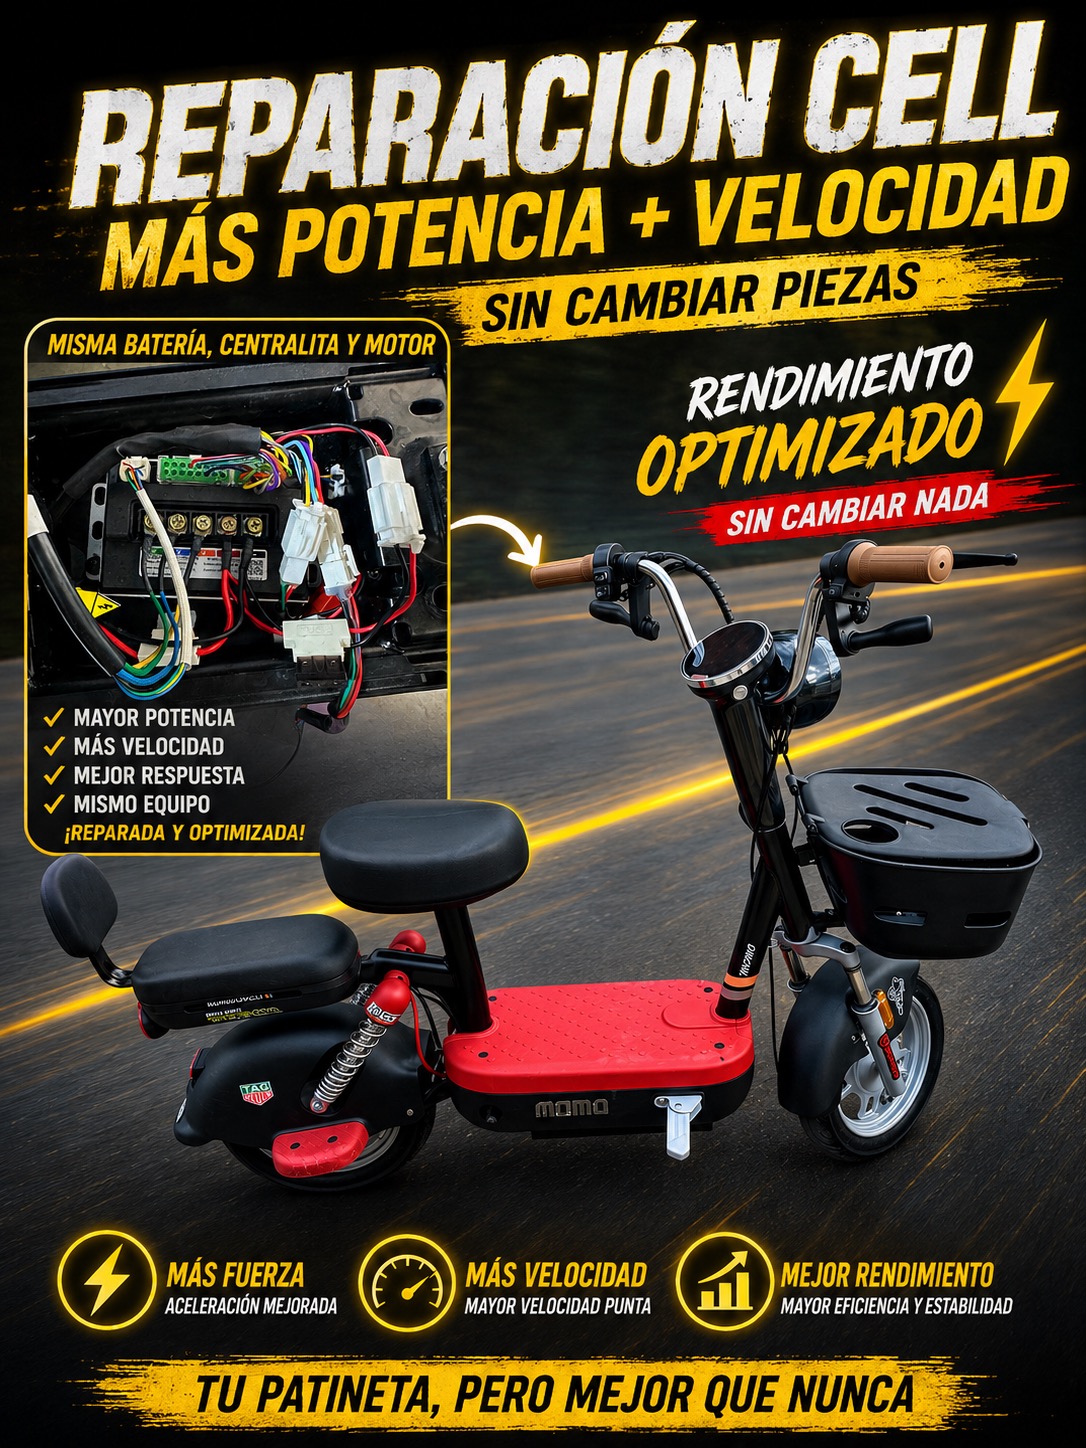 REPARACIÓN CELL
MÁS POTENCIA + VELOCIDAD
SIN CAMBIAR PIEZAS
MISMA BATERÍA, CENTRALITA Y MOTOR
RENDIMIENTO
OPTIMIZADO
SIN CAMBIAR NADA
✓ MAYOR POTENCIA
✓ MÁS VELOCIDAD
✓ MEJOR RESPUESTA
✓ MISMO EQUIPO
¡REPARADA Y OPTIMIZADA!
TAG
mama
MÁS FUERZA
ACELERACIÓN MEJORADA
MÁS VELOCIDAD
MAYOR VELOCIDAD PUNTA
MEJOR RENDIMIENTO
MAYOR EFICIENCIA Y ESTABILIDAD
TU PATINETA, PERO MEJOR QUE NUNCA